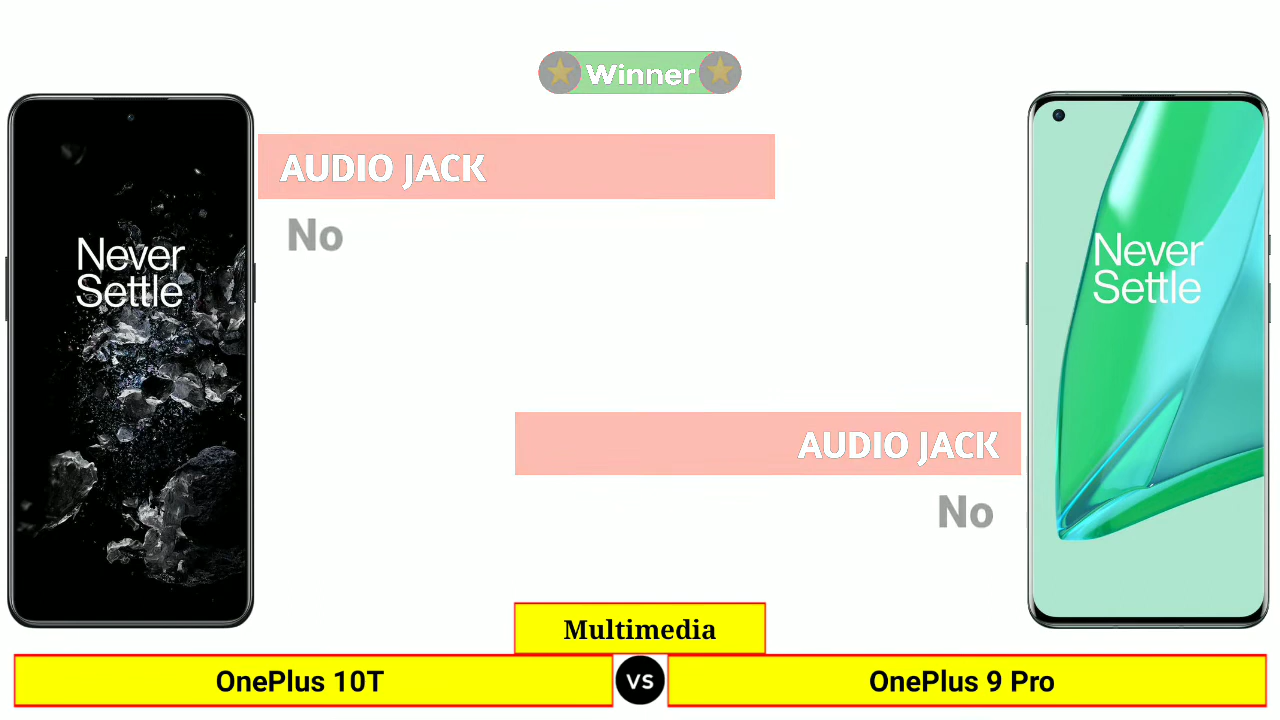 Winner
AUDIO JACK
No
Never
Settle
Never
Settle
AUDIO JACK
No
Multimedia
OnePlus 10T
VS
OnePlus 9 Pro